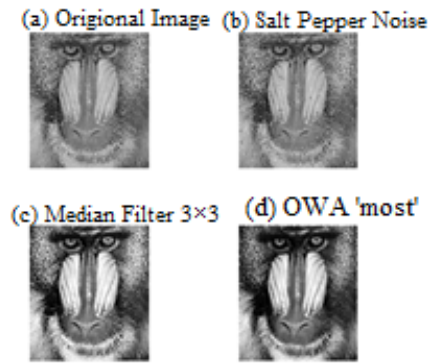 (a) Origional Image
(b) Salt Pepper Noise
(c) Median Filter 3×3
(d) OWA 'most'